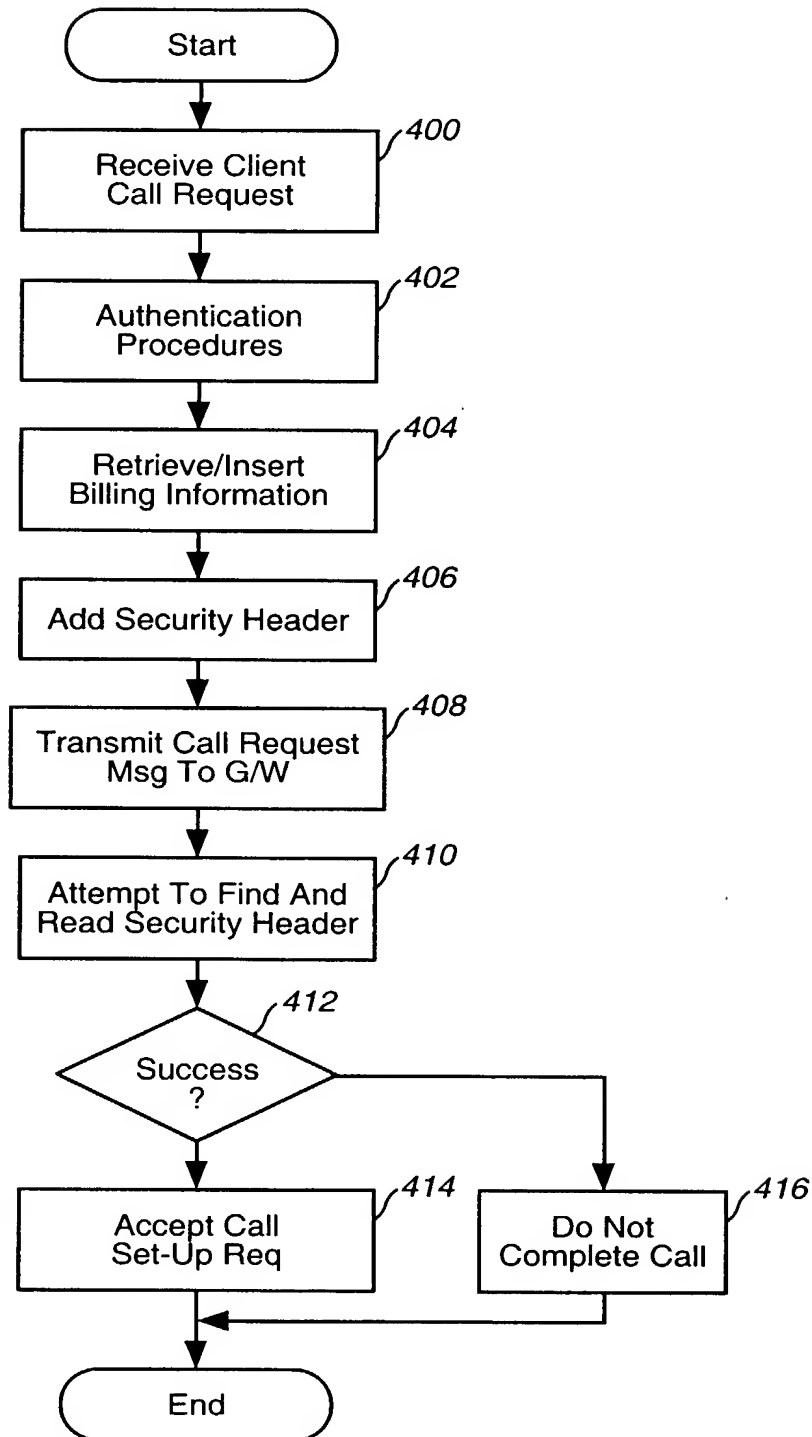 Start
400
Receive Client
Call Request
402
Authentication
Procedures
404
Retrieve/Insert
Billing Information
406
Add Security Header
408
Transmit Call Request
Msg To G/W
410
Attempt To Find And
Read Security Header
412
Success
?
414
Accept Call
Set-Up Req
416
Do Not
Complete Call
End